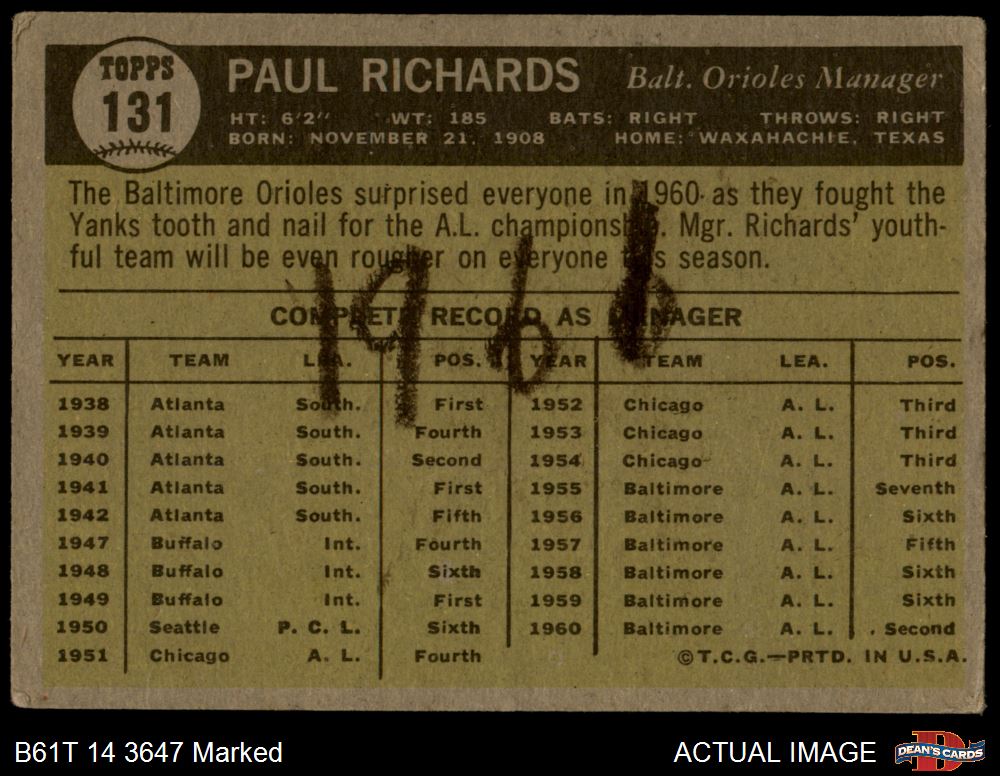 TOPPS
131
PAUL RICHARDS Balt. Orioles Manager
HT: 6'2" WT: 185 BATS: RIGHT THROWS: RIGHT
BORN: NOVEMBER 21, 1908 HOME: WAXAHACHIE, TEXAS
The Baltimore Orioles surprised everyone in 1960 as they fought the
Yanks tooth and nail for the A.L. championship. Mgr. Richards' youth-
ful team will be even rougher on everyone this season.
1966
COMPLETE RECORD AS MANAGER
YEAR TEAM LEA. POS. YEAR TEAM LEA. POS.
1938 Atlanta South. First 1952 Chicago A. L. Third
1939 Atlanta South. Fourth 1953 Chicago A. L. Third
1940 Atlanta South. Second 1954 Chicago A. L. Third
1941 Atlanta South. First 1955 Baltimore A. L. Seventh
1942 Atlanta South. Fifth 1956 Baltimore A. L. Sixth
1947 Buffalo Int. Fourth 1957 Baltimore A. L. Fifth
1948 Buffalo Int. Sixth 1958 Baltimore A. L. Sixth
1949 Buffalo Int. First 1959 Baltimore A. L. Sixth
1950 Seattle P. C. L. Sixth 1960 Baltimore A. L. Second
1951 Chicago A. L. Fourth ©T.C.G.—PRTD. IN U.S.A.
B61T 14 3647 Marked ACTUAL IMAGE DEAN'S CARDS